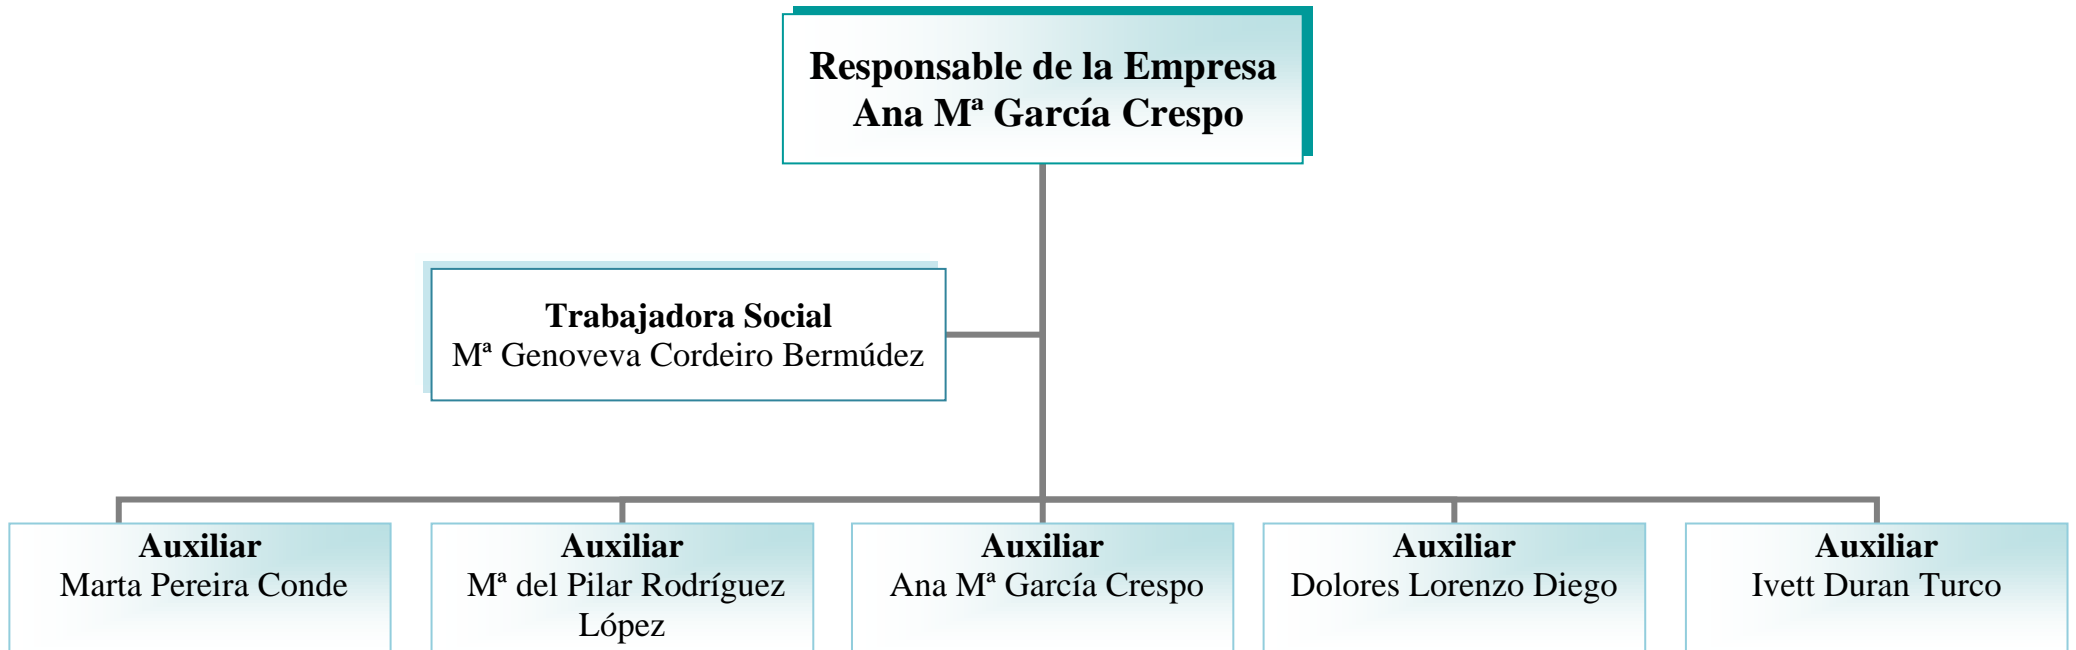 Responsable de la Empresa
Ana Mª García Crespo
Trabajadora Social
Mª Genoveva Cordeiro Bermúdez
Auxiliar
Marta Pereira Conde
Auxiliar
Mª del Pilar Rodríguez
López
Auxiliar
Ana Mª García Crespo
Auxiliar
Dolores Lorenzo Diego
Auxiliar
Ivett Duran Turco